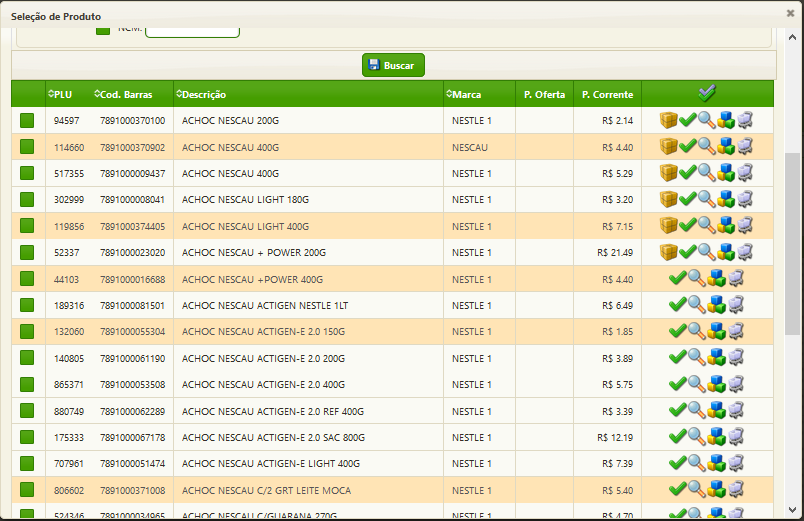 Seleção de Produto
NCM:
Buscar
PLU Cod. Barras Descrição Marca P. Oferta P. Corrente
94597 7891000370100 ACHOC NESCAU 200G NESTLE 1 R$ 2.14
114660 7891000370902 ACHOC NESCAU 400G NESCAU R$ 4.40
517355 7891000009437 ACHOC NESCAU 400G NESTLE 1 R$ 5.29
302999 7891000008041 ACHOC NESCAU LIGHT 180G NESTLE 1 R$ 3.20
119856 7891000374405 ACHOC NESCAU LIGHT 400G NESTLE 1 R$ 7.15
52337 7891000023020 ACHOC NESCAU + POWER 200G NESTLE 1 R$ 21.49
44103 7891000016688 ACHOC NESCAU +POWER 400G NESTLE 1 R$ 4.40
189316 7891000081501 ACHOC NESCAU ACTIGEN NESTLE 1LT NESTLE 1 R$ 6.49
132060 7891000055304 ACHOC NESCAU ACTIGEN-E 2.0 150G NESTLE 1 R$ 1.85
140805 7891000061190 ACHOC NESCAU ACTIGEN-E 2.0 200G NESTLE 1 R$ 3.89
865371 7891000053508 ACHOC NESCAU ACTIGEN-E 2.0 400G NESTLE 1 R$ 5.75
880749 7891000062289 ACHOC NESCAU ACTIGEN-E 2.0 REF 400G NESTLE 1 R$ 3.39
175333 7891000067178 ACHOC NESCAU ACTIGEN-E 2.0 SAC 800G NESTLE 1 R$ 12.19
707961 7891000051474 ACHOC NESCAU ACTIGEN-E LIGHT 400G NESTLE 1 R$ 7.39
806602 7891000371008 ACHOC NESCAU C/2 GRT LEITE MOCA NESTLE 1 R$ 5.40
524346 7891000034965 ACHOC NESCAU C/GUARANA 270G NESTLE 1 R$ 4.70